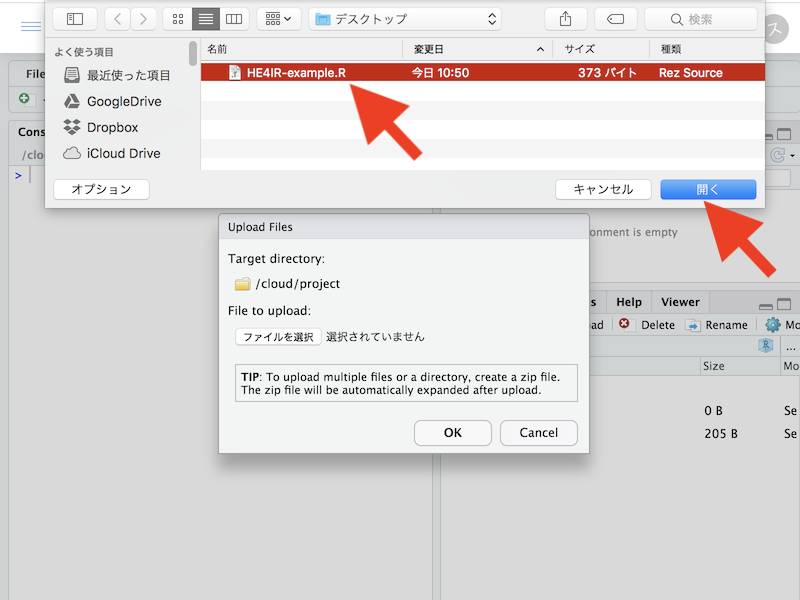 デスクトップ
検索
ス
よく使う項目
名前
変更日
サイズ
種類
最近使った項目
HE4IR-example.R
今日 10:50
373 バイト
Rez Source
GoogleDrive
Dropbox
iCloud Drive
オプション
キャンセル
開く
File
Cons
/clou
>
Upload Files
Target directory:
/cloud/project
File to upload:
ファイルを選択 選択されていません
TIP: To upload multiple files or a directory, create a zip file.
The zip file will be automatically expanded after upload.
OK
Cancel
onment is empty
s
Help
Viewer
ad
Delete
Rename
Mo
R
...
Size
Mo
0 B
Se
205 B
Se